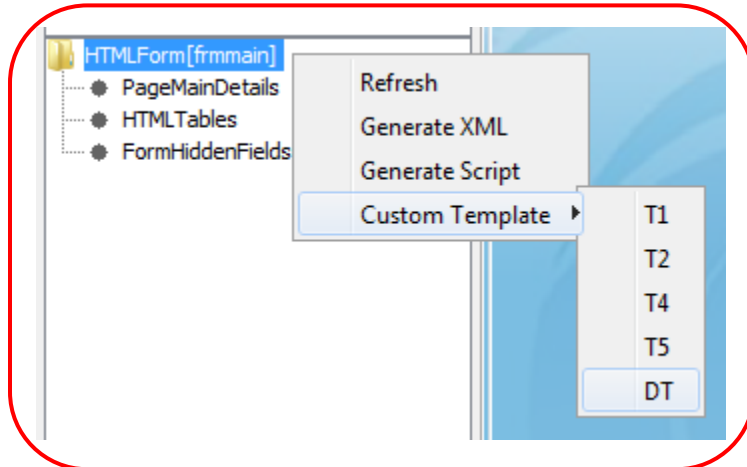 HTMLForm[frmmain]
PageMainDetails
HTMLTables
FormHiddenFields
Refresh
Generate XML
Generate Script
Custom Template
T1
T2
T4
T5
DT